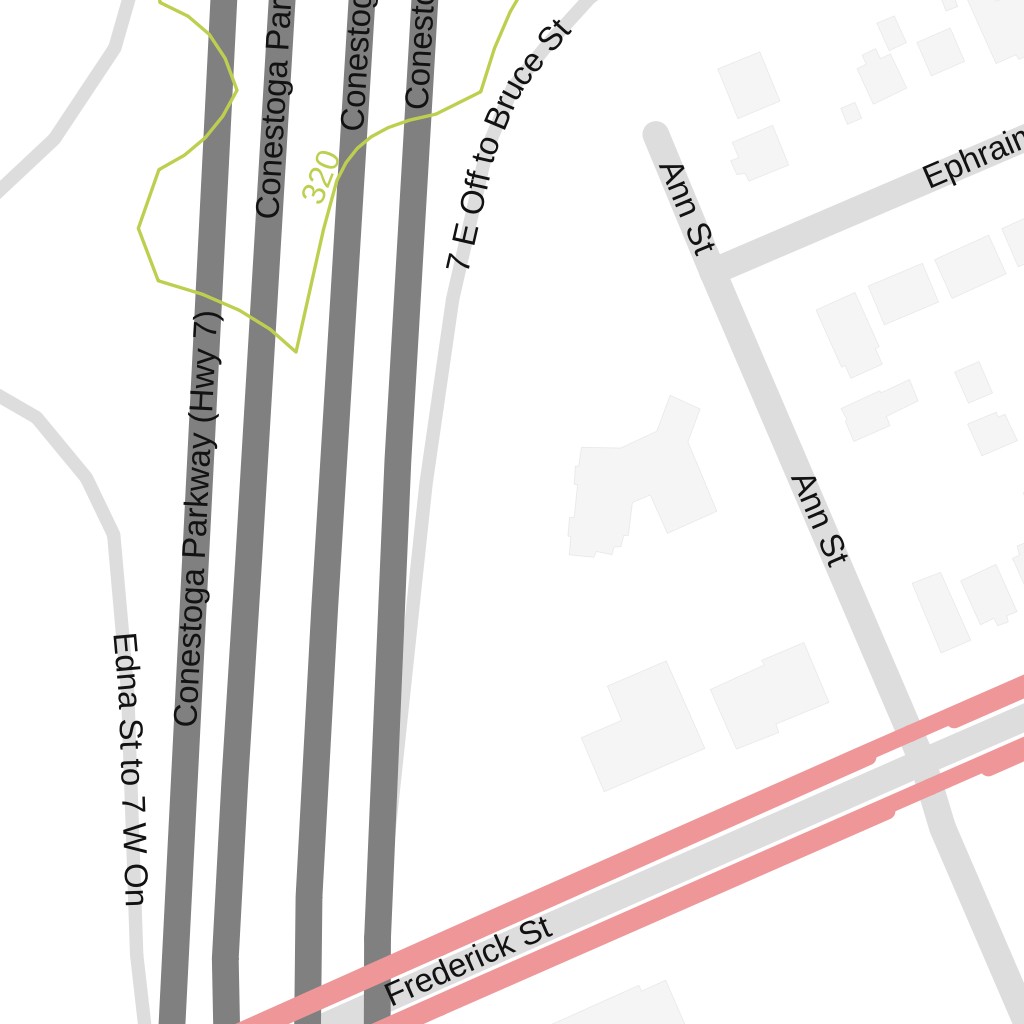 Conestoga Par
Conestog
Conesto
7 E Off to Bruce St
Ephraim
Ann St
320
Conestoga Parkway (Hwy 7)
Ann St
Edna St to 7 W On
Frederick St